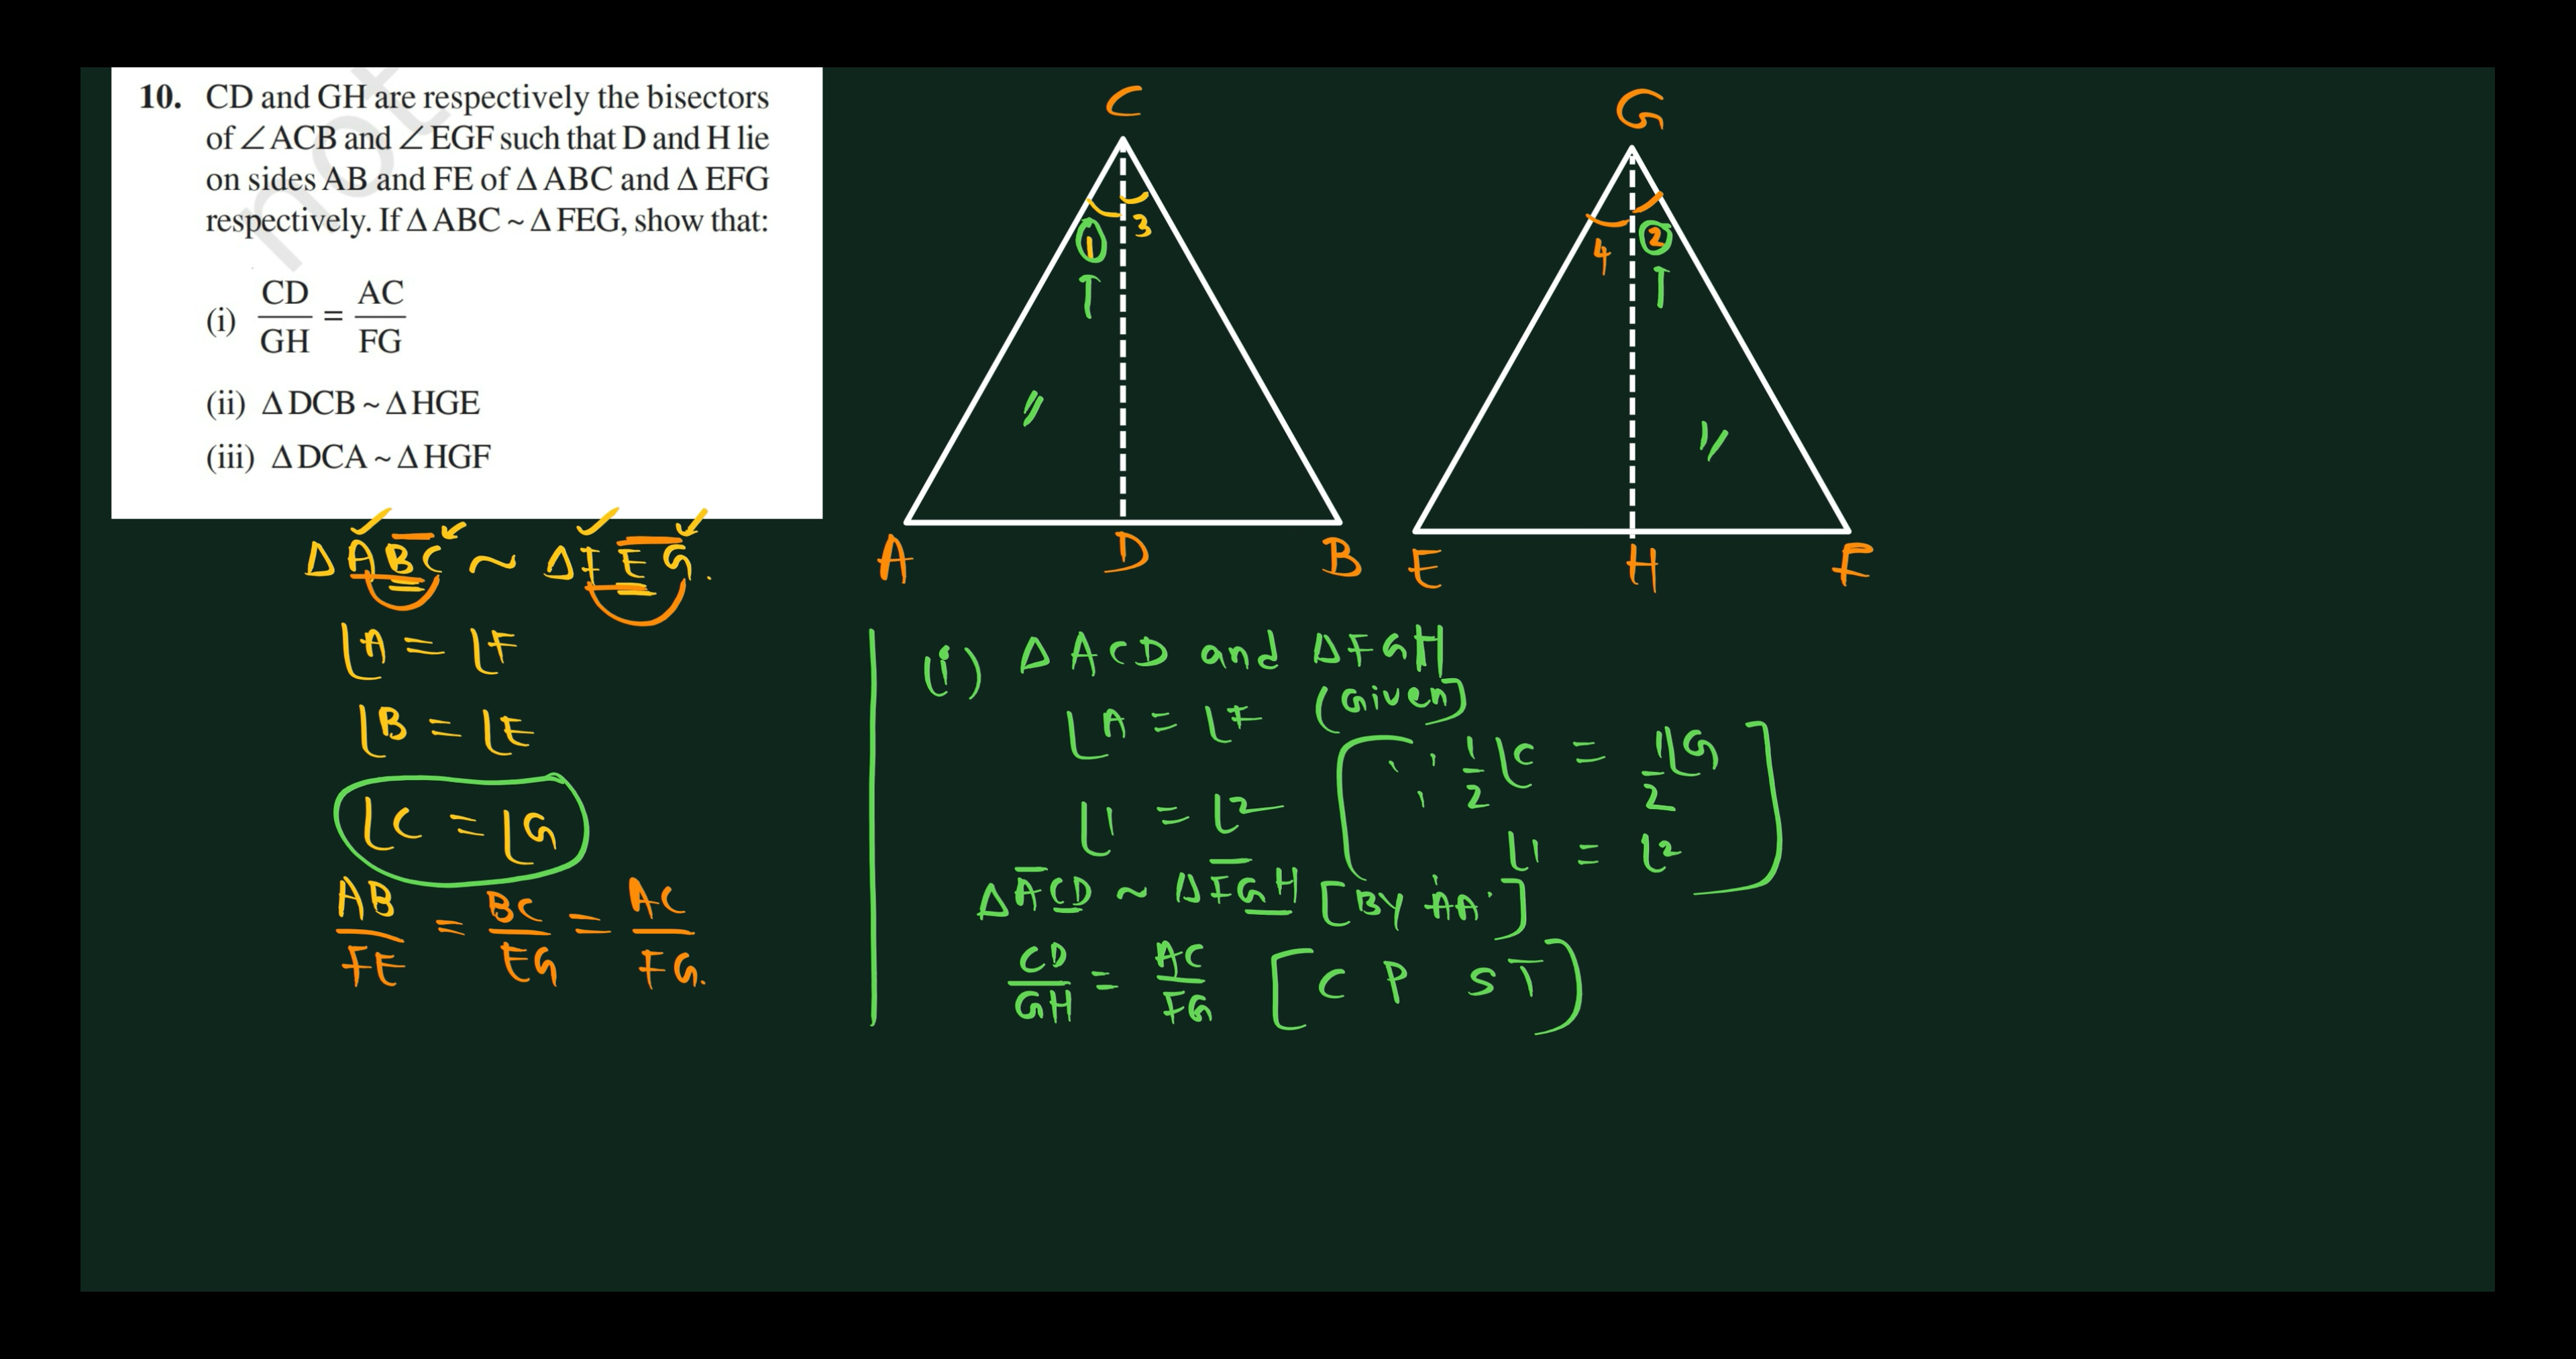 not
10. CD and GH are respectively the bisectors
of ∠ACB and ∠EGF such that D and H lie
on sides AB and FE of Δ ABC and Δ EFG
respectively. If Δ ABC ~ Δ FEG, show that:
(i) CD/GH = AC/FG
(ii) Δ DCB ~ Δ HGE
(iii) Δ DCA ~ Δ HGF
C
1
3
A
D
B
G
4
2
E
H
F
Δ ABC ~ Δ FEG.
∠A = ∠F
∠B = ∠E
∠C = ∠G
AB/FE = BC/EG = AC/FG.
(i) Δ ACD and Δ FGH
∠A = ∠F (Given)
∠1 = ∠2 [∵ 1/2 ∠C = 1/2 ∠G
∠1 = ∠2]
Δ ACD ~ Δ FGH [BY AA]
CD/GH = AC/FG [C P S T]